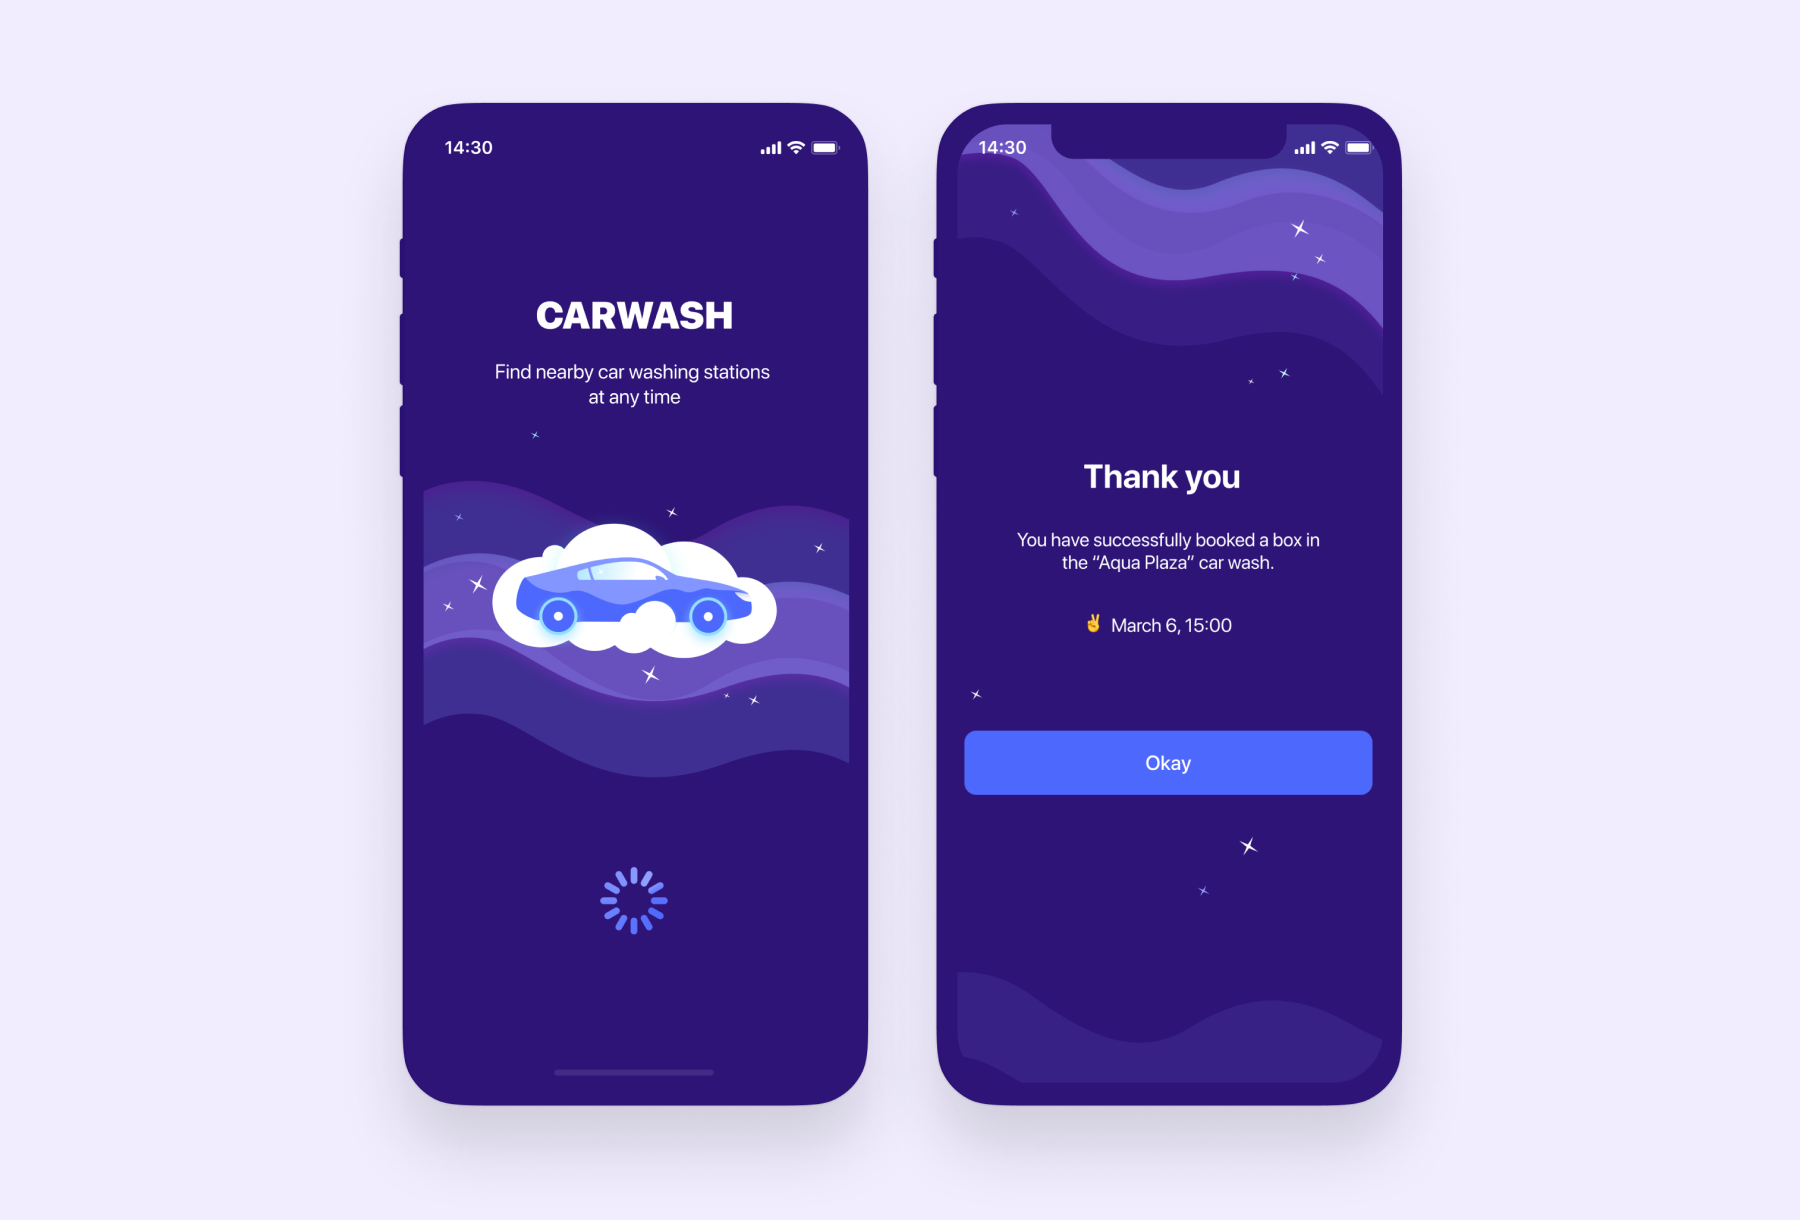 14:30
CARWASH
Find nearby car washing stations
at any time
14:30
Thank you
You have successfully booked a box in
the “Aqua Plaza” car wash.
✌️ March 6, 15:00
Okay